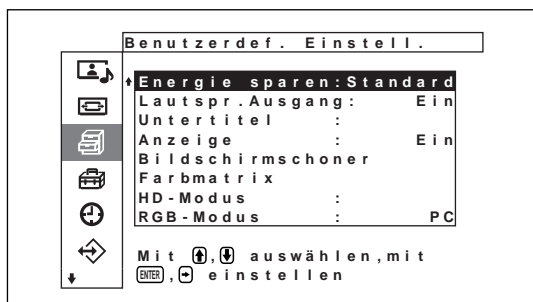 Benutzerdef. Einstell.
Energie sparen:Standard
Lautspr.Ausgang: Ein
Untertitel :
Anzeige : Ein
Bildschirmschoner
Farbmatrix
HD-Modus :
RGB-Modus : PC
Mit ↑,↓ auswählen,mit
ENTER,→ einstellen